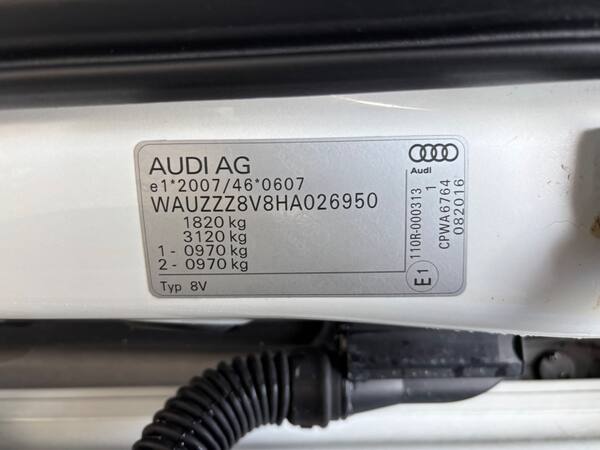 AUDI AG
e1*2007/46*0607
WAUZZZ8V8HA026950
1820 kg
3120 kg
1 - 0970 kg
2 - 0970 kg
Typ 8V
Audi
110R-000313
1
CPWA6764
082016
E1